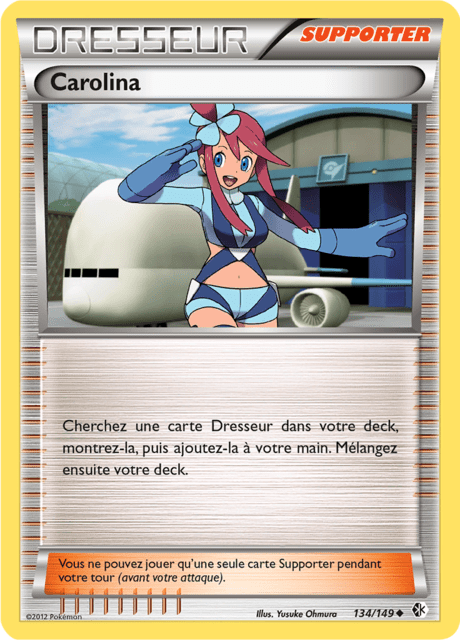 DRESSEUR
SUPPORTER
Carolina
Cherchez une carte Dresseur dans votre deck,
montrez-la, puis ajoutez-la à votre main. Mélangez
ensuite votre deck.
Vous ne pouvez jouer qu'une seule carte Supporter pendant
votre tour (avant votre attaque).
©2012 Pokémon
Illus. Yusuke Ohmura
134/149